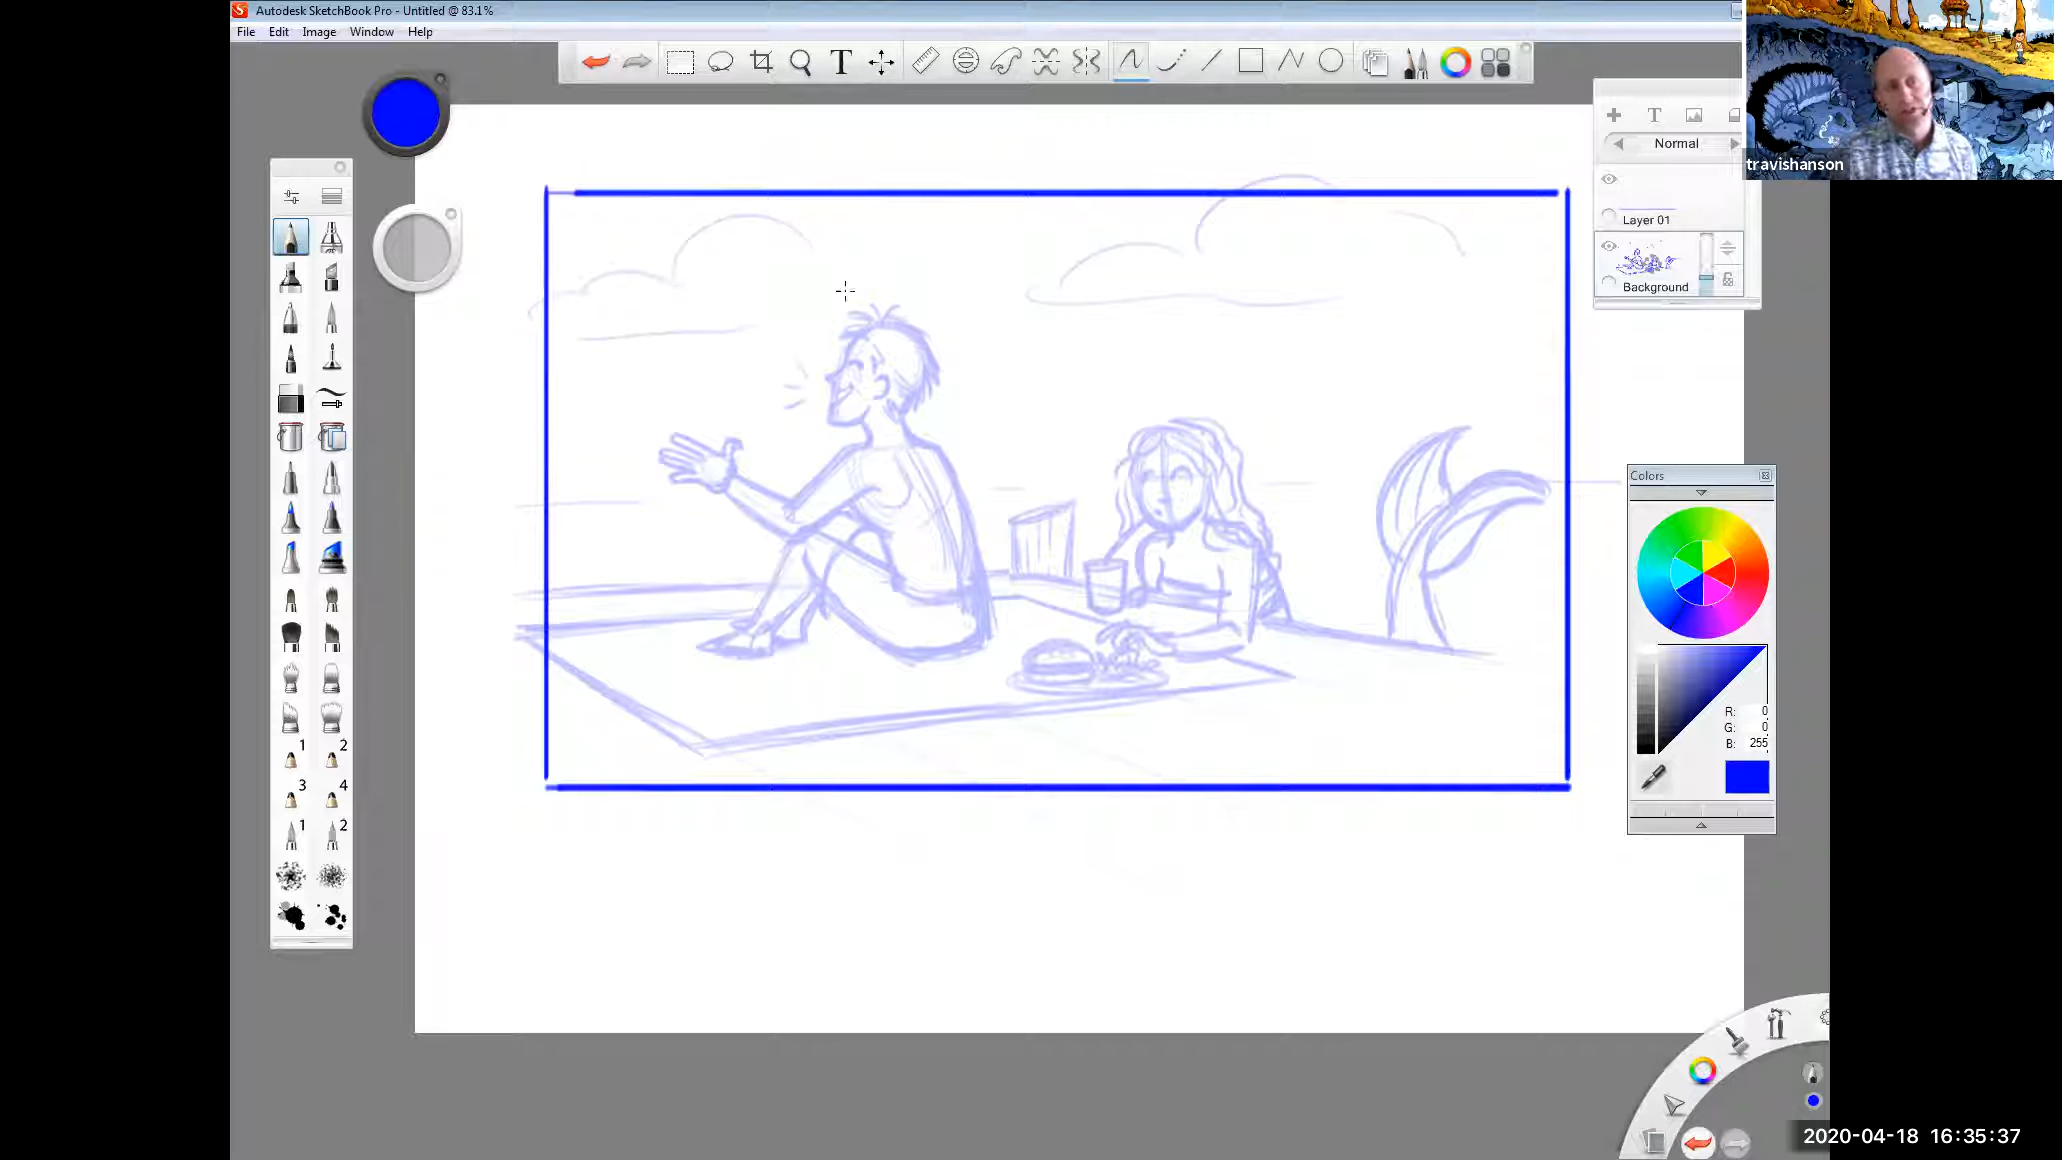 Autodesk SketchBook Pro - Untitled @ 83.1%
File Edit Image Window Help
T
T
Normal
travishanson
Layer 01
Background
Colors
R: 0
G: 0
B: 255
1 2
3 4
1 2
2020-04-18 16:35:37